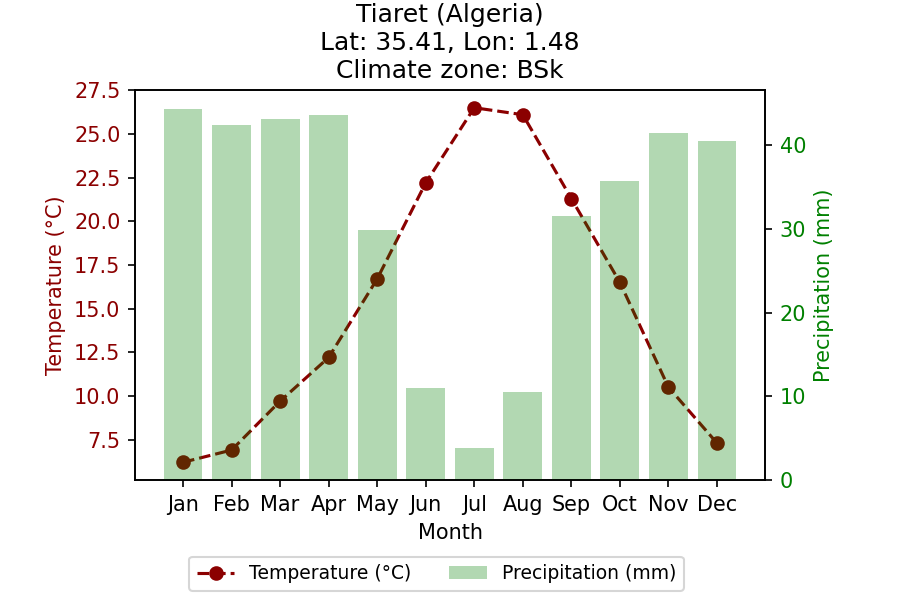 Tiaret (Algeria)
Lat: 35.41, Lon: 1.48
Climate zone: BSk
27.5
25.0
22.5
20.0
17.5
15.0
12.5
10.0
7.5
Temperature (°C)
40
30
20
10
0
Precipitation (mm)
Jan Feb Mar Apr May Jun Jul Aug Sep Oct Nov Dec
Month
Temperature (°C) Precipitation (mm)